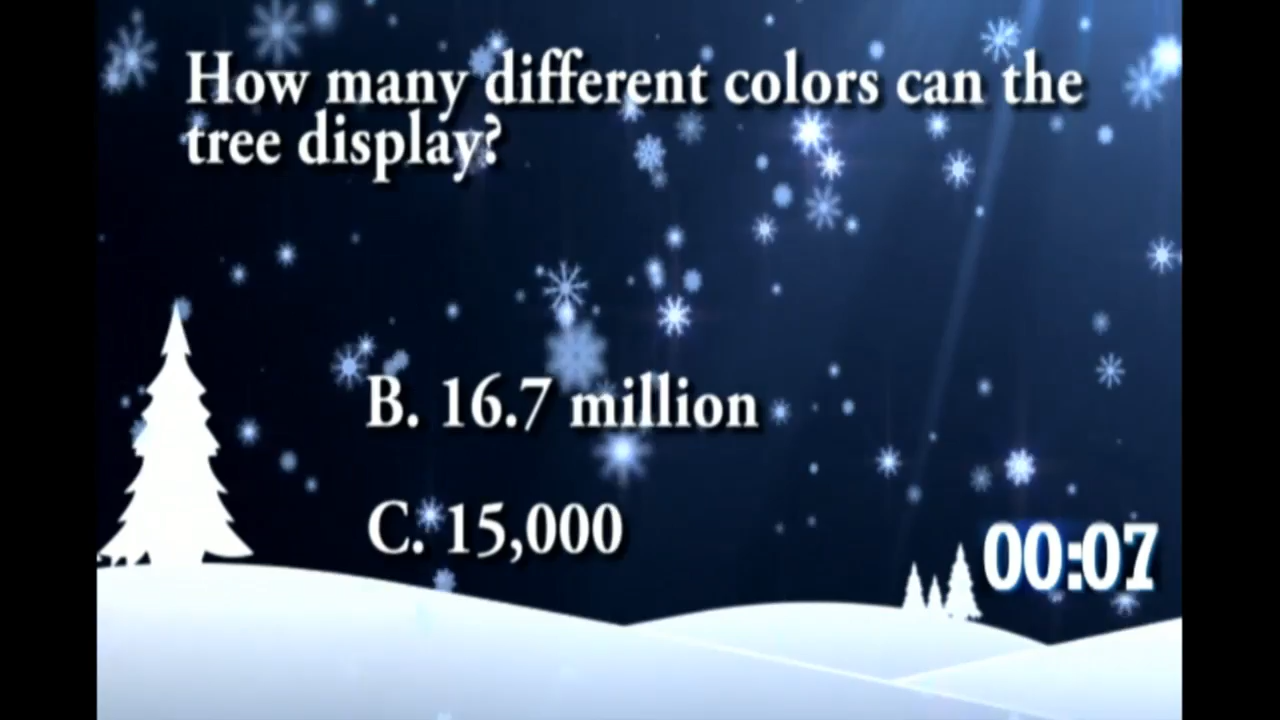 How many different colors can the
tree display?
B. 16.7 million
C. 15,000
00:07